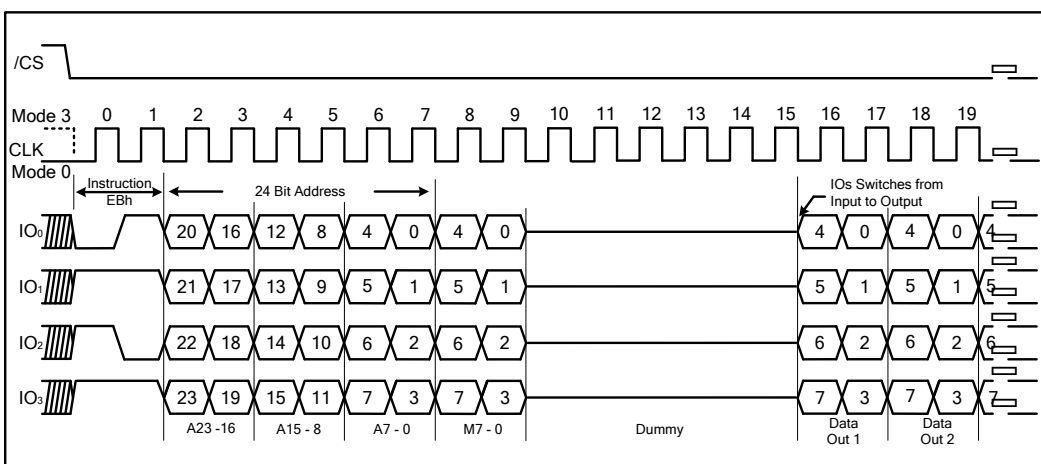 /CS
Mode 3 0 1 2 3 4 5 6 7 8 9 10 11 12 13 14 15 16 17 18 19
CLK
Mode 0
Instruction
EBh
24 Bit Address
IOs Switches from
Input to Output
IO₀ 20 16 12 8 4 0 4 0 4 0 4 0 4
IO₁ 21 17 13 9 5 1 5 1 5 1 5 1 5
IO₂ 22 18 14 10 6 2 6 2 6 2 6 2 6
IO₃ 23 19 15 11 7 3 7 3 7 3 7 3 7
A23 -16 A15 - 8 A7 - 0 M7 - 0 Dummy
Data
Out 1
Data
Out 2